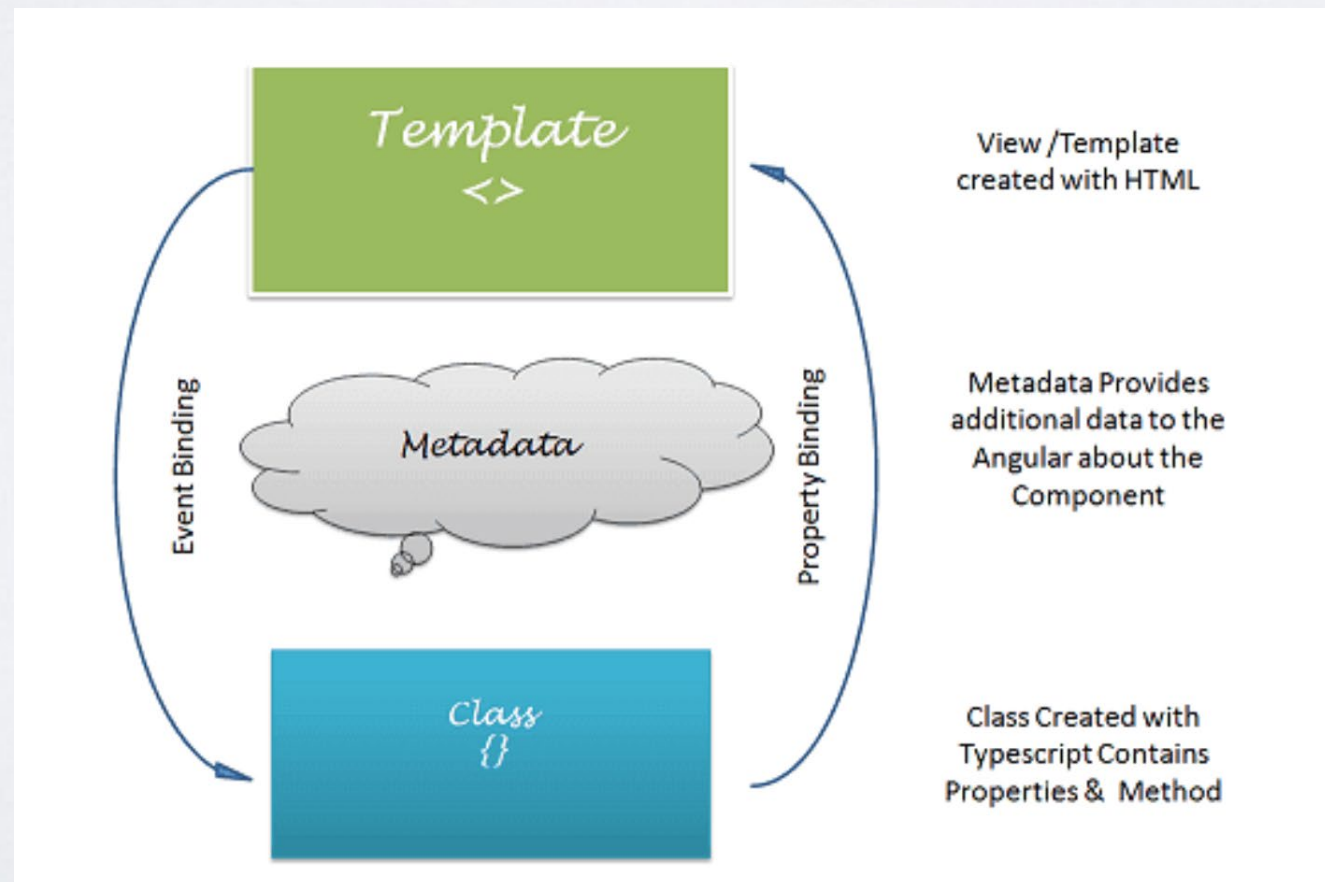 Template
<>
View /Template
created with HTML
Event Binding
Metadata
Property Binding
Metadata Provides
additional data to the
Angular about the
Component
Class
{}
Class Created with
Typescript Contains
Properties & Method